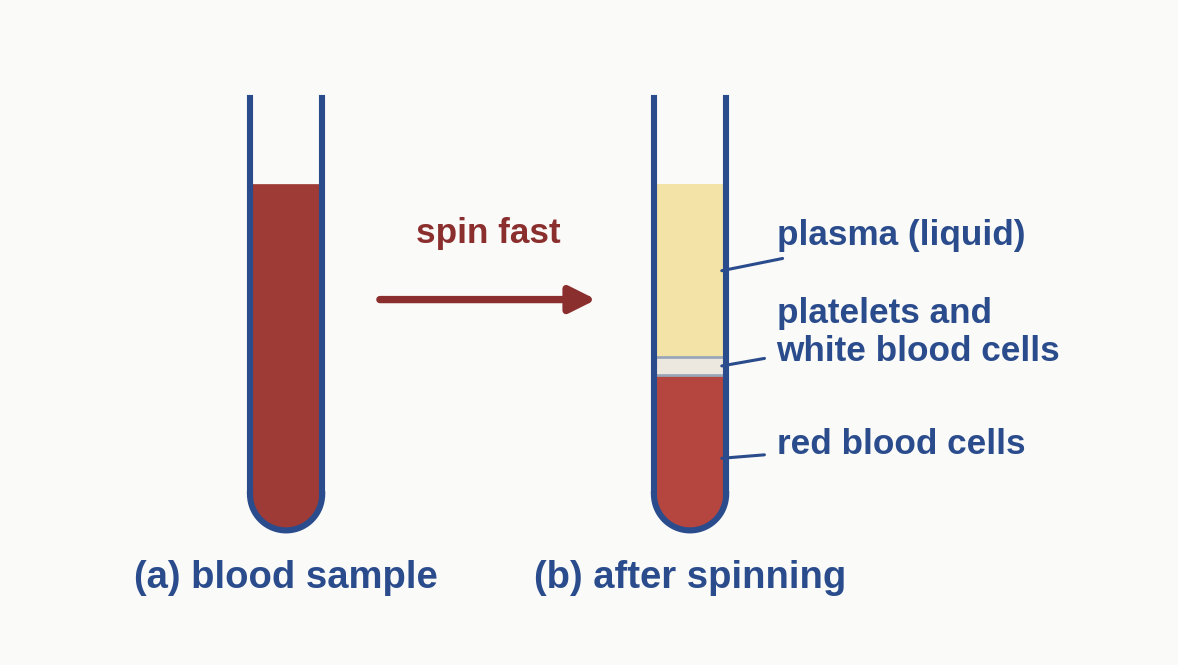 spin fast
plasma (liquid)
platelets and
white blood cells
red blood cells
(a) blood sample
(b) after spinning